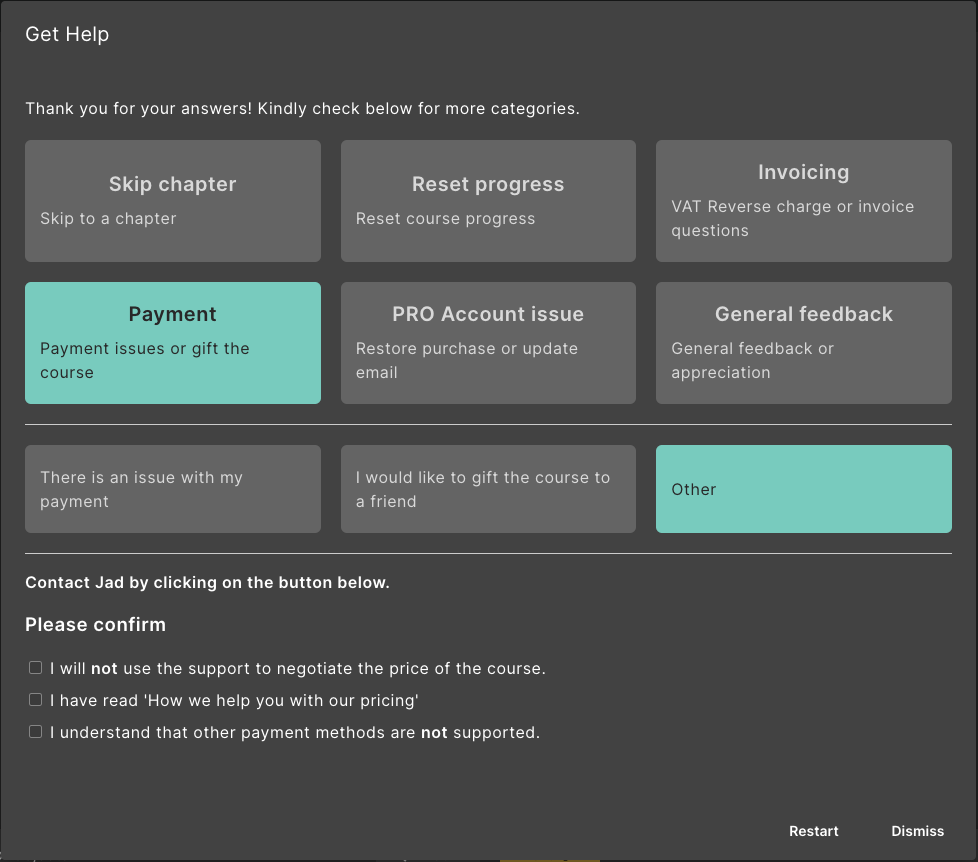 Get Help
Thank you for your answers! Kindly check below for more categories.
Skip chapter
Skip to a chapter
Reset progress
Reset course progress
Invoicing
VAT Reverse charge or invoice
questions
Payment
Payment issues or gift the
course
PRO Account issue
Restore purchase or update
email
General feedback
General feedback or
appreciation
There is an issue with my
payment
I would like to gift the course to
a friend
Other
Contact Jad by clicking on the button below.
Please confirm
I will not use the support to negotiate the price of the course.
I have read 'How we help you with our pricing'
I understand that other payment methods are not supported.
Restart
Dismiss